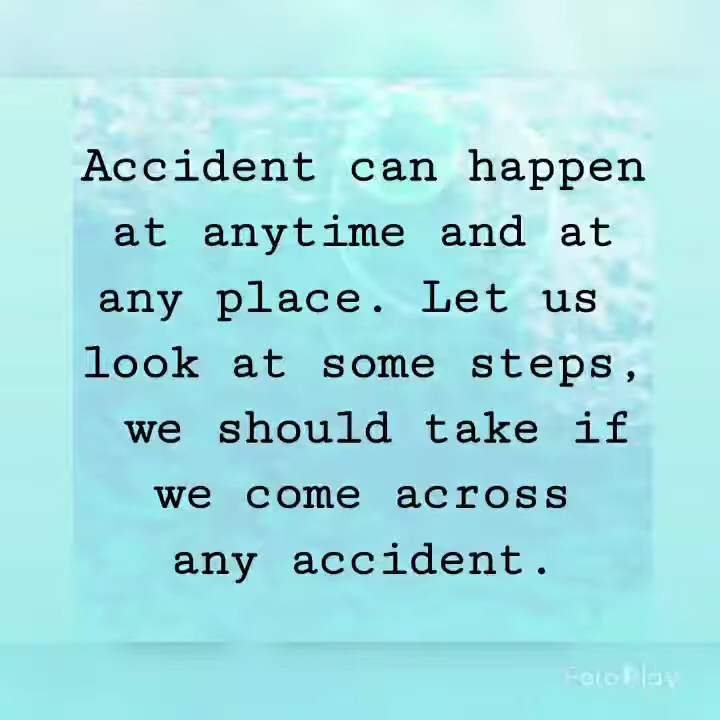 Accident can happen
at anytime and at
any place. Let us
look at some steps,
we should take if
we come across
any accident.
FotoPlay